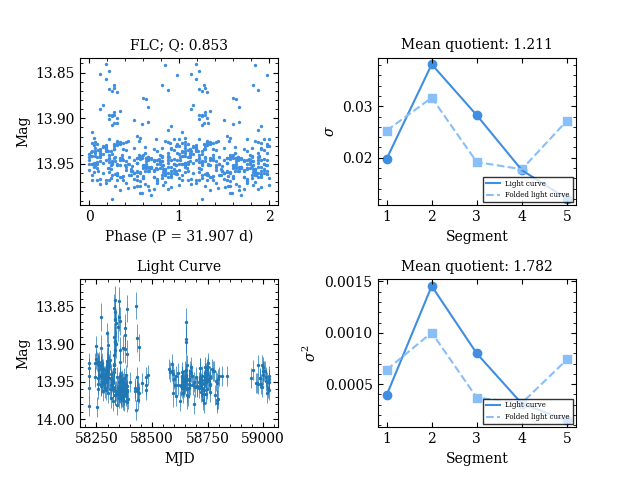 FLC; Q: 0.853
Mag
13.85
13.90
13.95
0
1
2
Phase (P = 31.907 d)
Mean quotient: 1.211
σ
0.03
0.02
1
2
3
4
5
Segment
Light curve
Folded light curve
Light Curve
Mag
13.85
13.90
13.95
14.00
58250
58500
58750
59000
MJD
Mean quotient: 1.782
σ²
0.0015
0.0010
0.0005
1
2
3
4
5
Segment
Light curve
Folded light curve